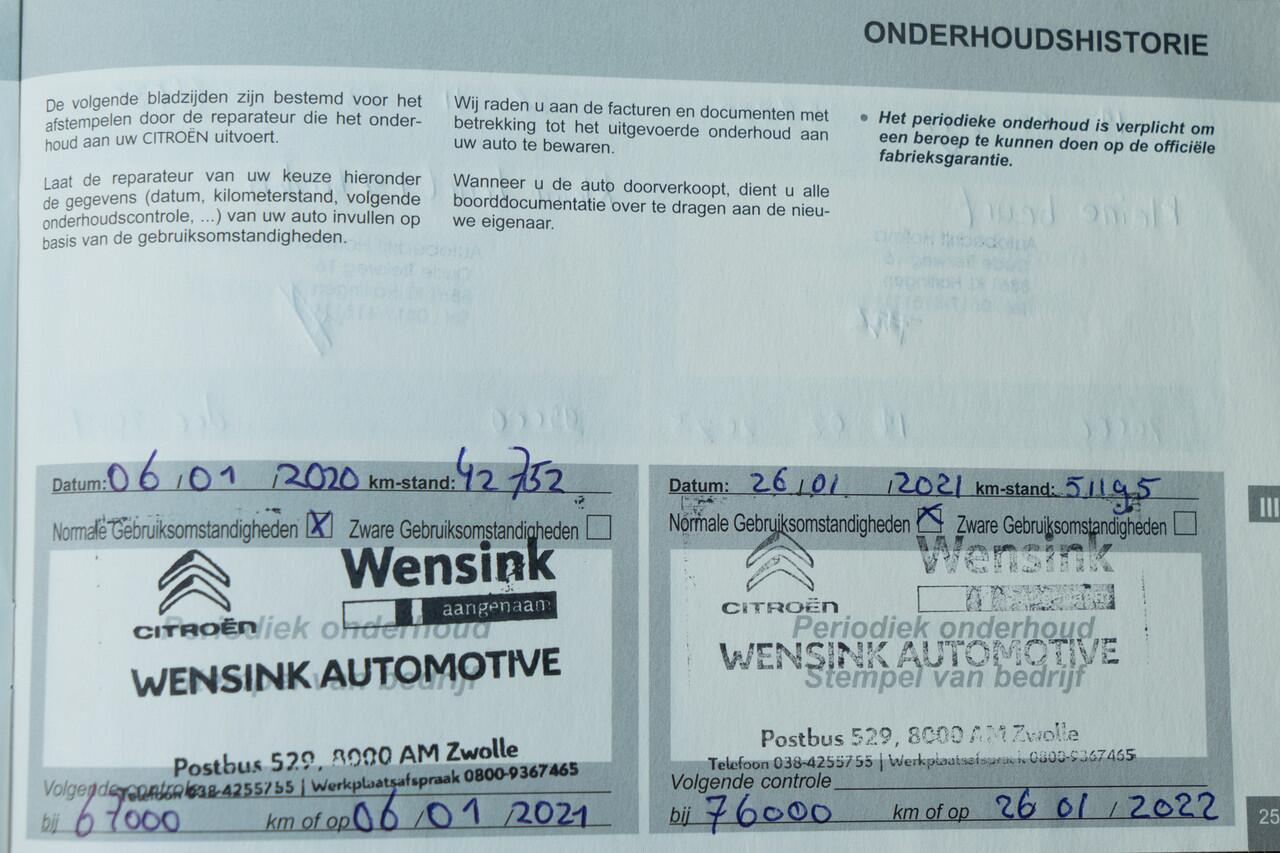 ONDERHOUDSHISTORIE
De volgende bladzijden zijn bestemd voor het
afstempelen door de reparateur die het onder-
houd aan uw CITROËN uitvoert.
Laat de reparateur van uw keuze hieronder
de gegevens (datum, kilometerstand, volgende
onderhoudscontrole, ...) van uw auto invullen op
basis van de gebruiksomstandigheden.
Wij raden u aan de facturen en documenten met
betrekking tot het uitgevoerde onderhoud aan
uw auto te bewaren.
Wanneer u de auto doorverkoopt, dient u alle
boorddocumentatie over te dragen aan de nieu-
we eigenaar.
• Het periodieke onderhoud is verplicht om
een beroep te kunnen doen op de officiële
fabrieksgarantie.
Datum: 06 / 01 / 2020 km-stand: 42752
Normale Gebruiksomstandigheden X Zware Gebruiksomstandigheden
Wensink
aangenaam
CITROËN
Periodiek onderhoud
WENSINK AUTOMOTIVE
Stempel van bedrijf
Postbus 529, 8000 AM Zwolle
Telefoon 038-4255755 | Werkplaatsafspraak 0800-9367465
Volgende controle
bij 67000 km of op 06 / 01 / 2021
Datum: 26 / 01 / 2021 km-stand: 51195
Normale Gebruiksomstandigheden X Zware Gebruiksomstandigheden
Wensink
CITROËN
Periodiek onderhoud
WENSINK AUTOMOTIVE
Stempel van bedrijf
Postbus 529, 8000 AM Zwolle
Telefoon 038-4255755 | Werkplaatsafspraak 0800-9367465
Volgende controle
bij 76000 km of op 26 01 / 2022
III
25